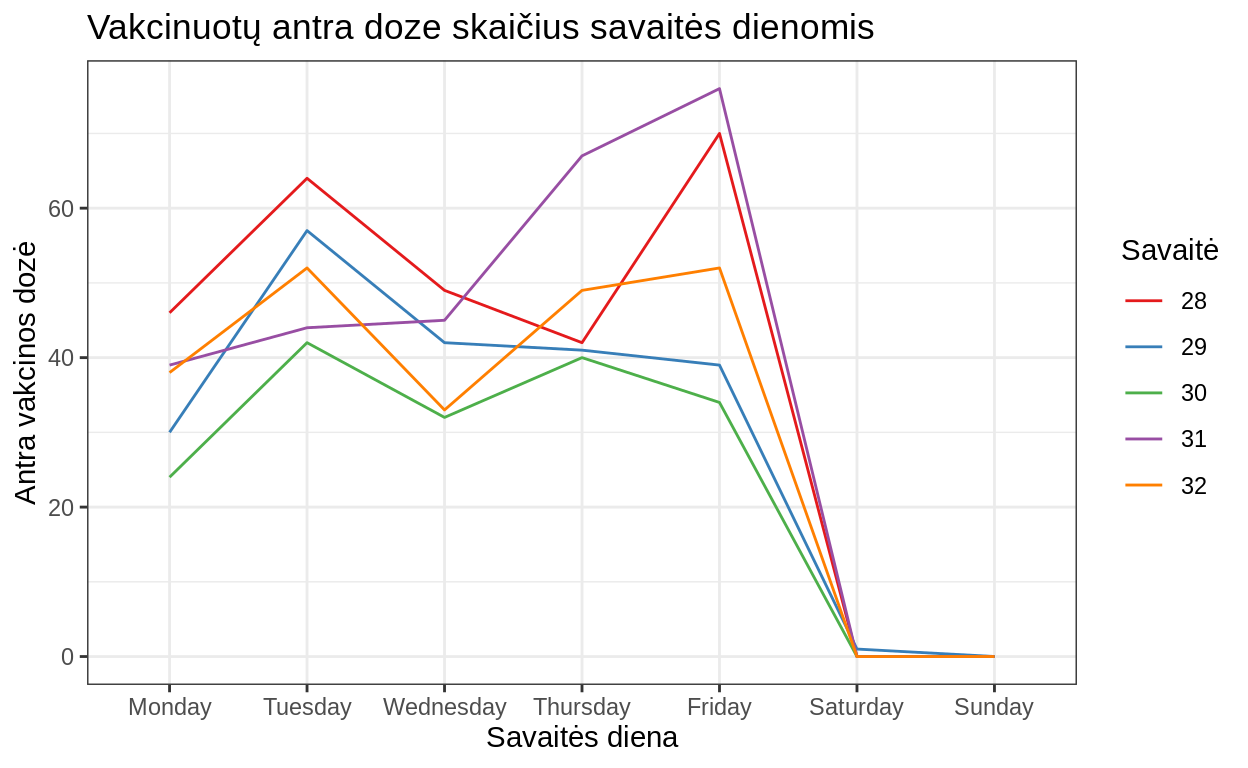 Vakcinuotų antra doze skaičius savaitės dienomis
Antra vakcinos dozė
60
40
20
0
Monday Tuesday Wednesday Thursday Friday Saturday Sunday
Savaitės diena
Savaitė
28
29
30
31
32